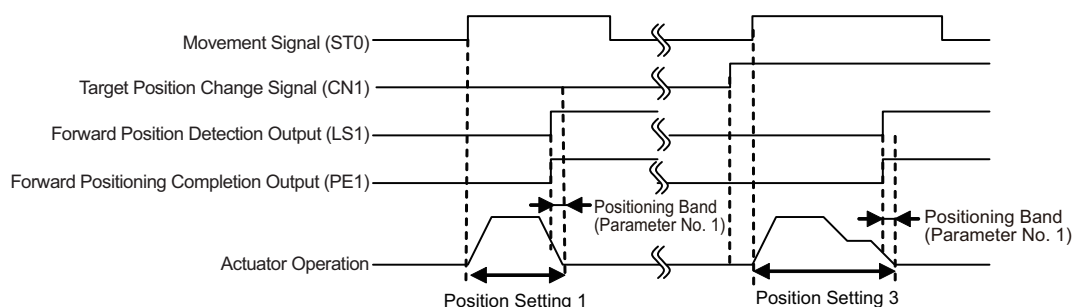 Movement Signal (ST0)
Target Position Change Signal (CN1)
Forward Position Detection Output (LS1)
Forward Positioning Completion Output (PE1)
Positioning Band
(Parameter No. 1)
Positioning Band
(Parameter No. 1)
Actuator Operation
Position Setting 1
Position Setting 3